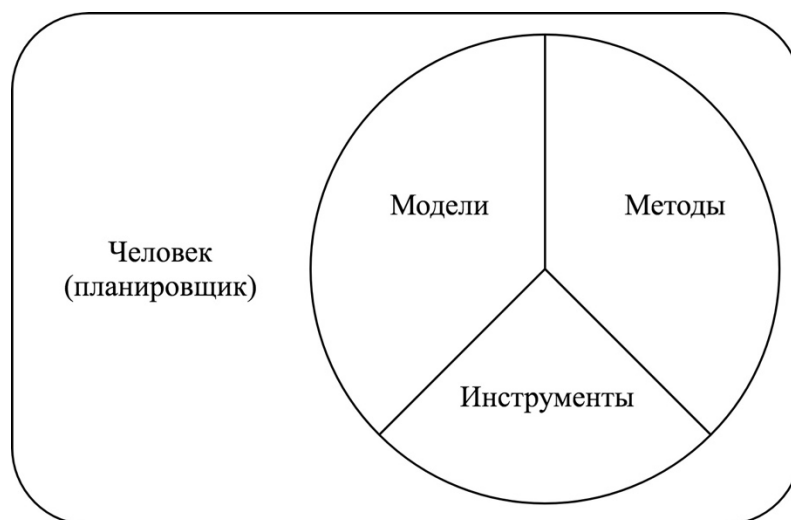 Модели
Методы
Человек
(планировщик)
Инструменты